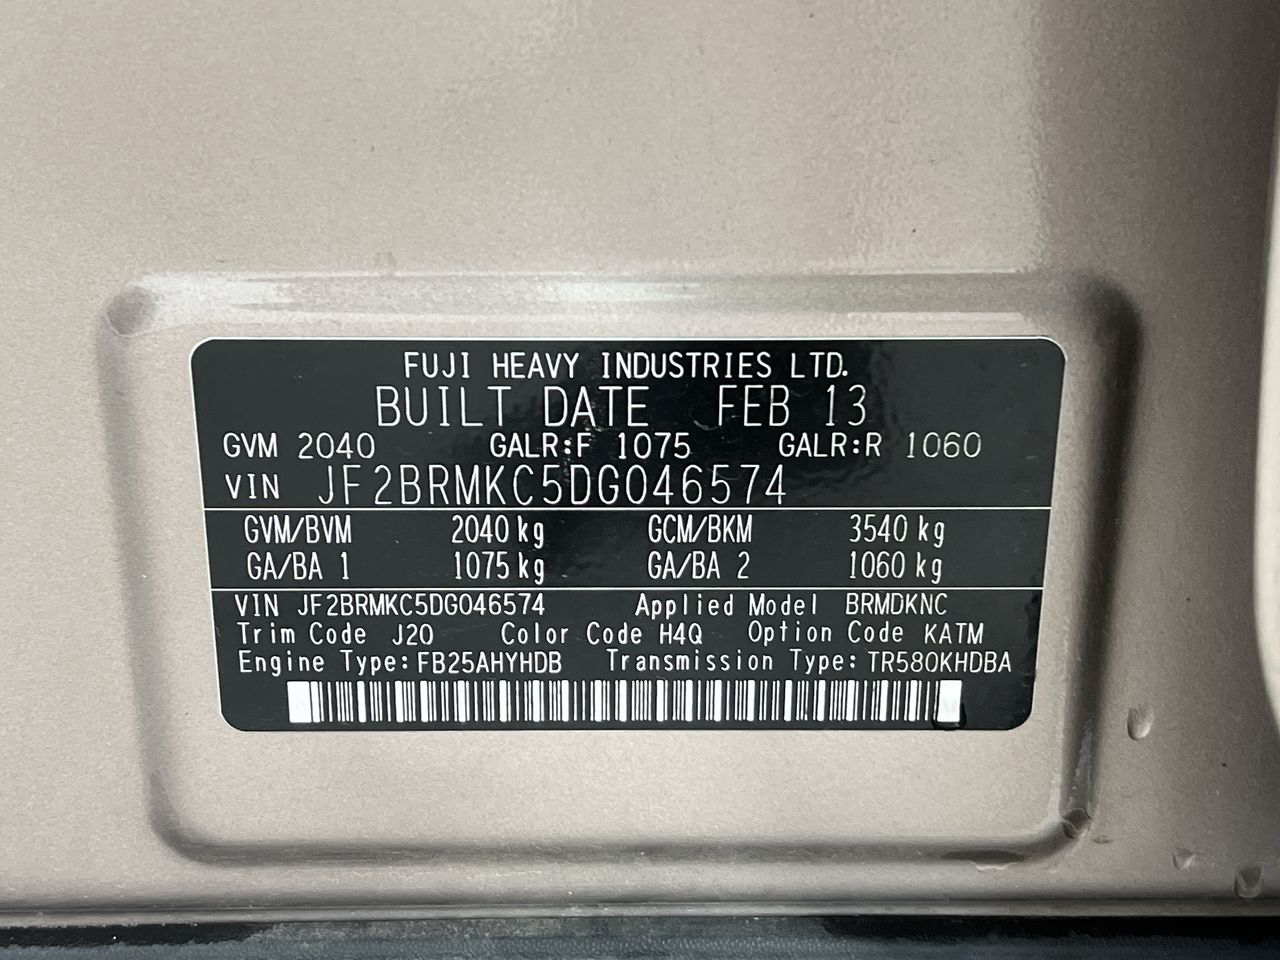 FUJI HEAVY INDUSTRIES LTD.
BUILT DATE FEB 13
GVM 2040 GALR:F 1075 GALR:R 1060
VIN JF2BRMKC5DG046574
GVM/BVM 2040 kg GCM/BKM 3540 kg
GA/BA 1 1075 kg GA/BA 2 1060 kg
VIN JF2BRMKC5DG046574 Applied Model BRMDKNC
Trim Code J20 Color Code H4Q Option Code KATM
Engine Type: FB25AHYHDB Transmission Type: TR580KHDBA